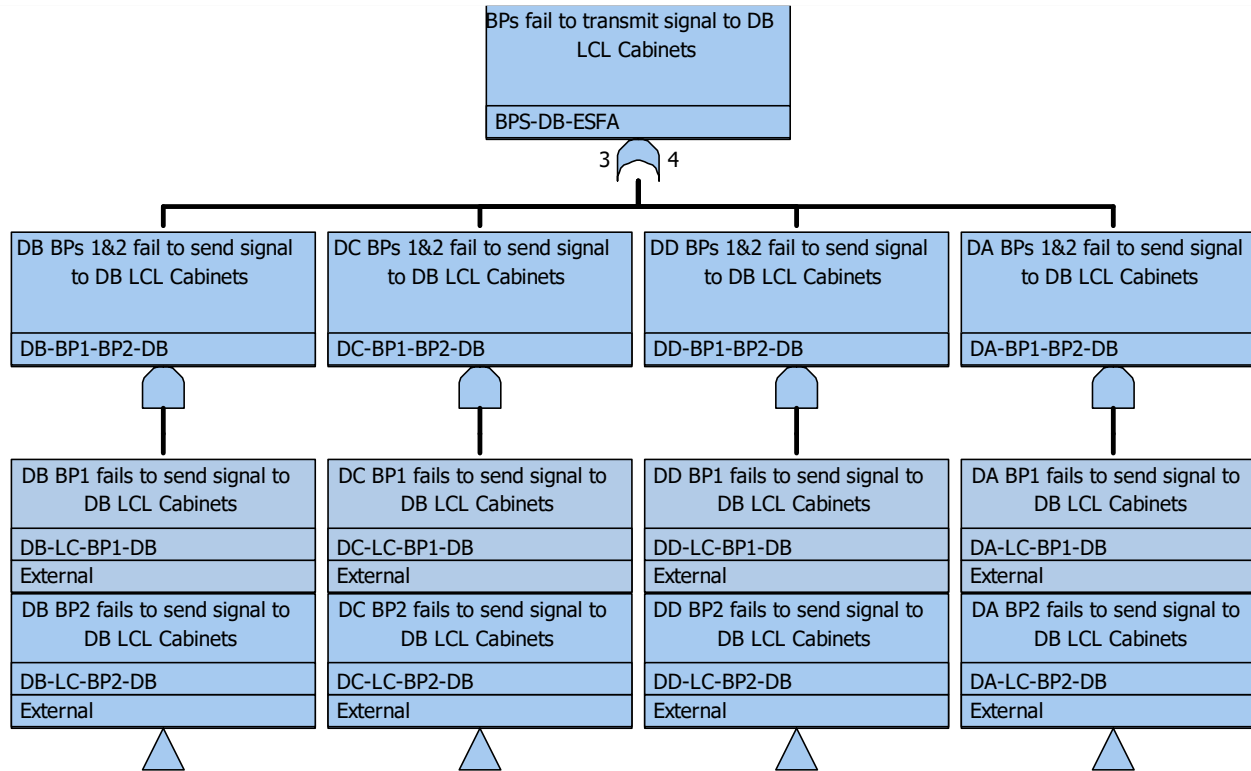 BPs fail to transmit signal to DB
LCL Cabinets
BPS-DB-ESFA
3 4
DB BPs 1&2 fail to send signal
to DB LCL Cabinets
DB-BP1-BP2-DB
DC BPs 1&2 fail to send signal
to DB LCL Cabinets
DC-BP1-BP2-DB
DD BPs 1&2 fail to send signal
to DB LCL Cabinets
DD-BP1-BP2-DB
DA BPs 1&2 fail to send signal
to DB LCL Cabinets
DA-BP1-BP2-DB
DB BP1 fails to send signal to
DB LCL Cabinets
DB-LC-BP1-DB
External
DB BP2 fails to send signal to
DB LCL Cabinets
DB-LC-BP2-DB
External
DC BP1 fails to send signal to
DB LCL Cabinets
DC-LC-BP1-DB
External
DC BP2 fails to send signal to
DB LCL Cabinets
DC-LC-BP2-DB
External
DD BP1 fails to send signal to
DB LCL Cabinets
DD-LC-BP1-DB
External
DD BP2 fails to send signal to
DB LCL Cabinets
DD-LC-BP2-DB
External
DA BP1 fails to send signal to
DB LCL Cabinets
DA-LC-BP1-DB
External
DA BP2 fails to send signal to
DB LCL Cabinets
DA-LC-BP2-DB
External